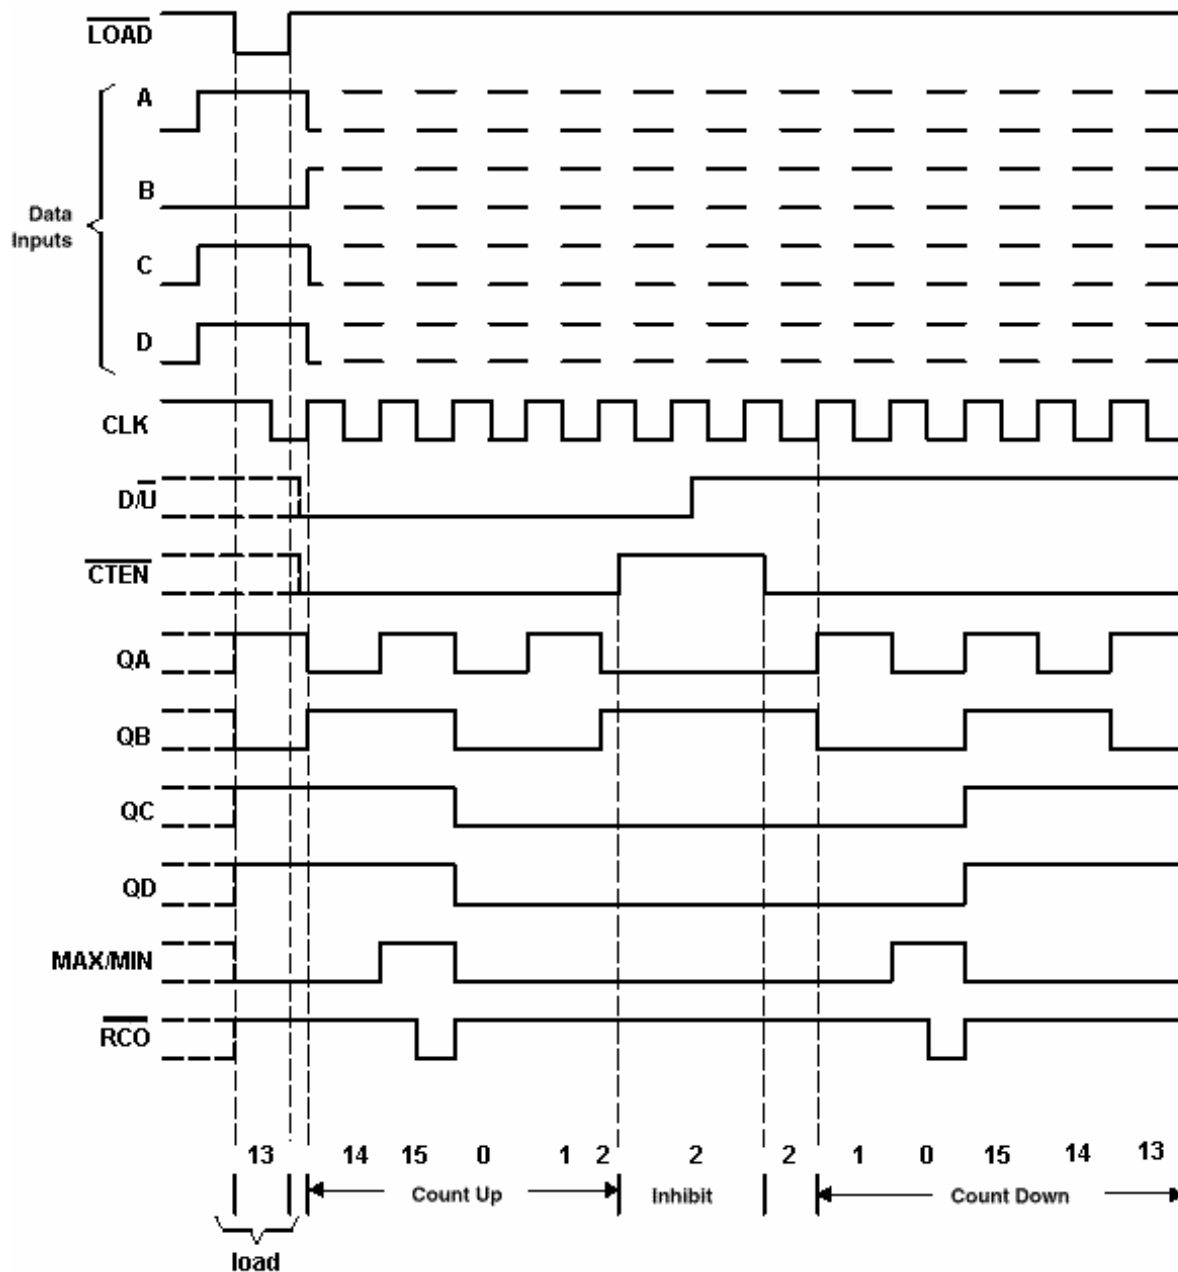 LOAD
A
B
Data
Inputs
C
D
CLK
D/U
CTEN
QA
QB
QC
QD
MAX/MIN
RCO
13 14 15 0 1 2 2 2 1 0 15 14 13
Count Up Inhibit Count Down
load